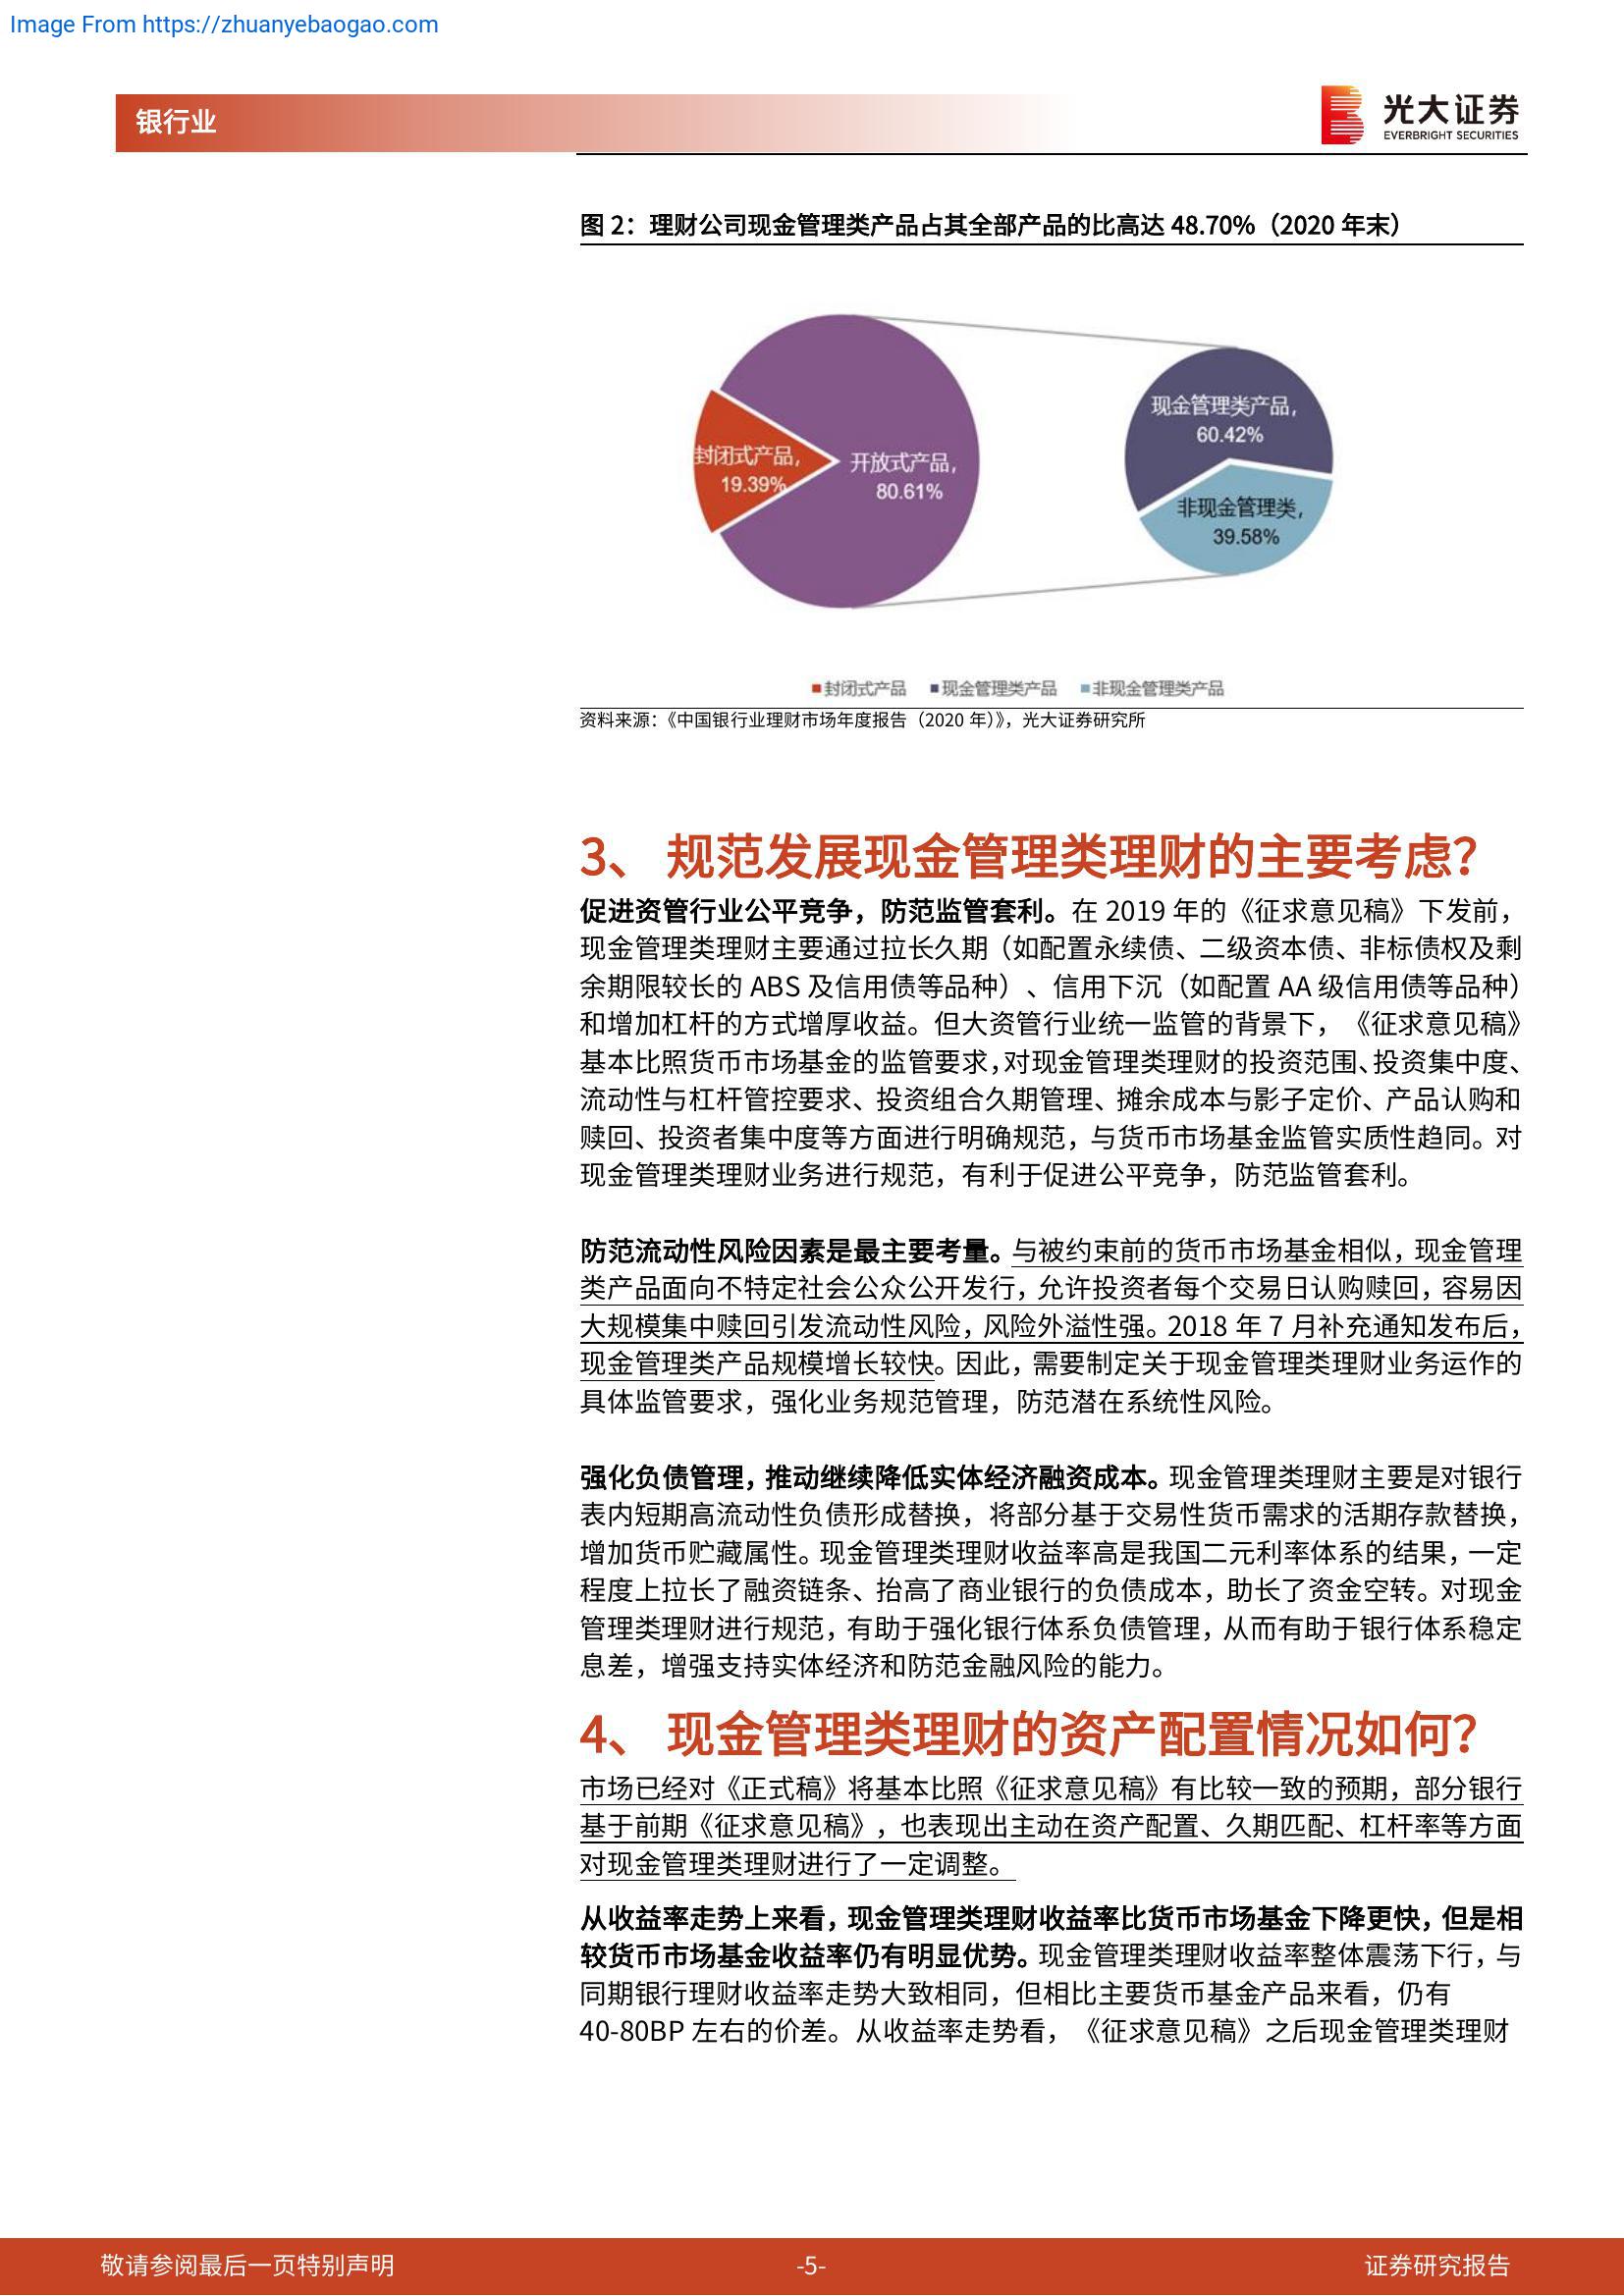 Image From https://zhuanyebaogao.com
银行业
光大证券
EVERBRIGHT SECURITIES
图 2：理财公司现金管理类产品占其全部产品的比高达 48.70%（2020 年末）
现金管理类产品，
60.42%
封闭式产品，
19.39%
开放式产品，
80.61%
非现金管理类，
39.58%
封闭式产品 现金管理类产品 非现金管理类产品
资料来源：《中国银行业理财市场年度报告（2020 年）》，光大证券研究所
3、 规范发展现金管理类理财的主要考虑？
促进资管行业公平竞争，防范监管套利。在 2019 年的《征求意见稿》下发前，
现金管理类理财主要通过拉长久期（如配置永续债、二级资本债、非标债权及剩
余期限较长的 ABS 及信用债等品种）、信用下沉（如配置 AA 级信用债等品种）
和增加杠杆的方式增厚收益。但大资管行业统一监管的背景下，《征求意见稿》
基本比照货币市场基金的监管要求，对现金管理类理财的投资范围、投资集中度、
流动性与杠杆管控要求、投资组合久期管理、摊余成本与影子定价、产品认购和
赎回、投资者集中度等方面进行明确规范，与货币市场基金监管实质性趋同。对
现金管理类理财业务进行规范，有利于促进公平竞争，防范监管套利。
防范流动性风险因素是最主要考量。与被约束前的货币市场基金相似，现金管理
类产品面向不特定社会公众公开发行，允许投资者每个交易日认购赎回，容易因
大规模集中赎回引发流动性风险，风险外溢性强。2018 年 7 月补充通知发布后，
现金管理类产品规模增长较快。因此，需要制定关于现金管理类理财业务运作的
具体监管要求，强化业务规范管理，防范潜在系统性风险。
强化负债管理，推动继续降低实体经济融资成本。现金管理类理财主要是对银行
表内短期高流动性负债形成替换，将部分基于交易性货币需求的活期存款替换，
增加货币贮藏属性。现金管理类理财收益率高是我国二元利率体系的结果，一定
程度上拉长了融资链条、抬高了商业银行的负债成本，助长了资金空转。对现金
管理类理财进行规范，有助于强化银行体系负债管理，从而有助于银行体系稳定
息差，增强支持实体经济和防范金融风险的能力。
4、 现金管理类理财的资产配置情况如何？
市场已经对《正式稿》将基本比照《征求意见稿》有比较一致的预期，部分银行
基于前期《征求意见稿》，也表现出主动在资产配置、久期匹配、杠杆率等方面
对现金管理类理财进行了一定调整。
从收益率走势上来看，现金管理类理财收益率比货币市场基金下降更快，但是相
较货币市场基金收益率仍有明显优势。现金管理类理财收益率整体震荡下行，与
同期银行理财收益率走势大致相同，但相比主要货币基金产品来看，仍有
40-80BP 左右的价差。从收益率走势看，《征求意见稿》之后现金管理类理财
敬请参阅最后一页特别声明
-5-
证券研究报告